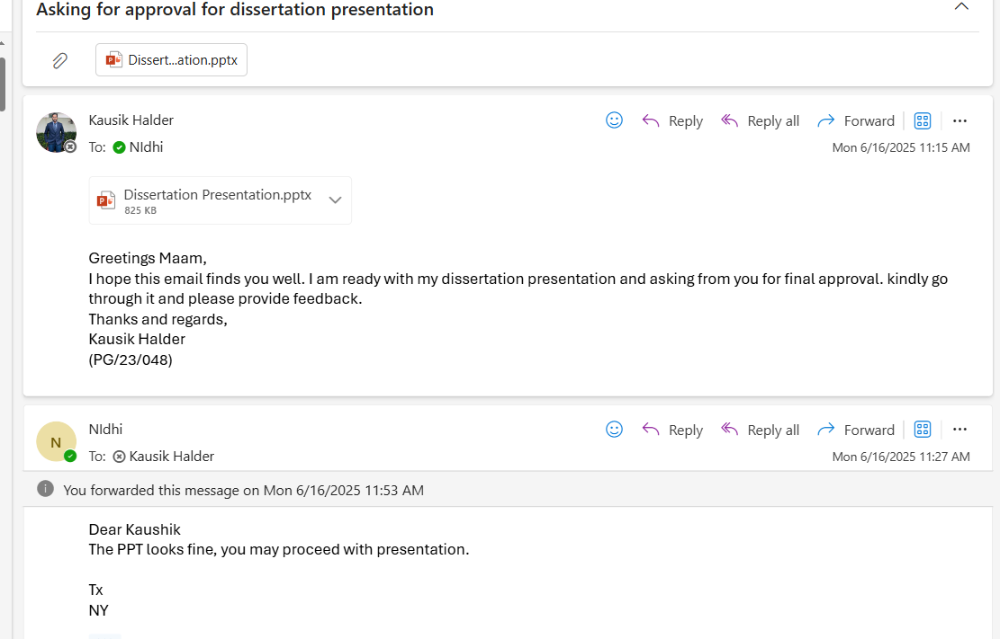 Asking for approval for dissertation presentation
Dissert...ation.pptx
Kausik Halder
Reply
Reply all
Forward
To: NIdhi
Mon 6/16/2025 11:15 AM
Dissertation Presentation.pptx
825 KB
Greetings Maam,
I hope this email finds you well. I am ready with my dissertation presentation and asking from you for final approval. kindly go
through it and please provide feedback.
Thanks and regards,
Kausik Halder
(PG/23/048)
N
NIdhi
Reply
Reply all
Forward
To: Kausik Halder
Mon 6/16/2025 11:27 AM
You forwarded this message on Mon 6/16/2025 11:53 AM
Dear Kaushik
The PPT looks fine, you may proceed with presentation.
Tx
NY